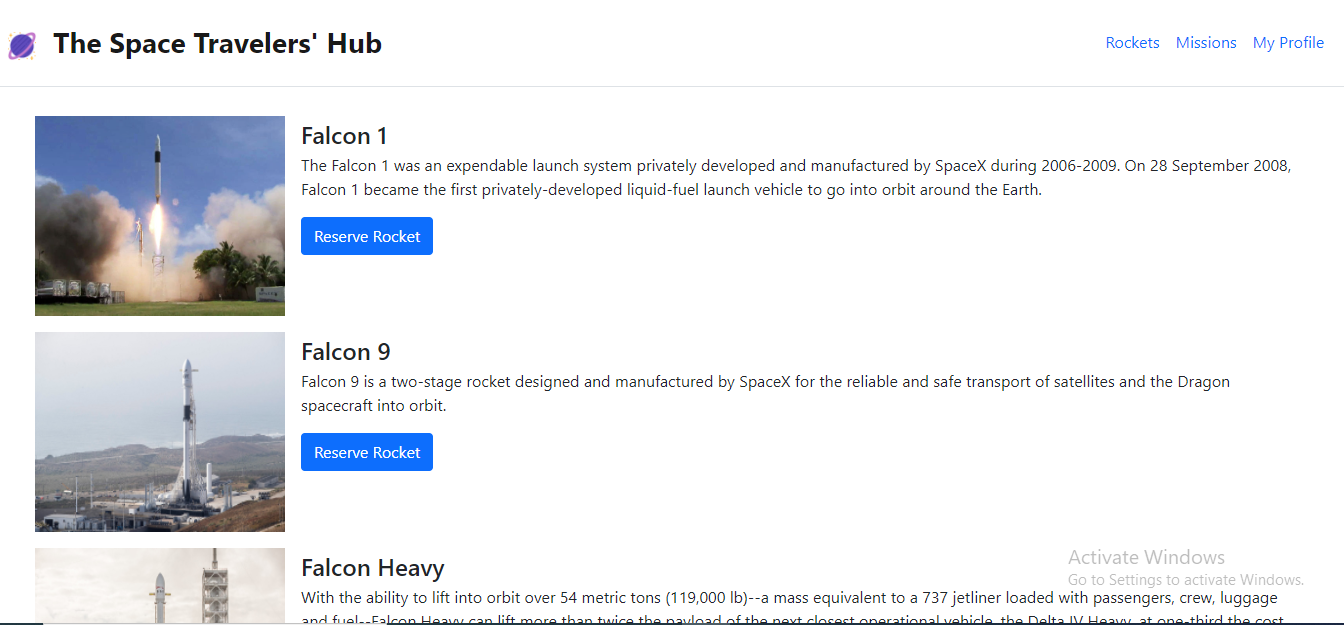 The Space Travelers' Hub
Rockets Missions My Profile
Falcon 1
The Falcon 1 was an expendable launch system privately developed and manufactured by SpaceX during 2006-2009. On 28 September 2008,
Falcon 1 became the first privately-developed liquid-fuel launch vehicle to go into orbit around the Earth.
Reserve Rocket
Falcon 9
Falcon 9 is a two-stage rocket designed and manufactured by SpaceX for the reliable and safe transport of satellites and the Dragon
spacecraft into orbit.
Reserve Rocket
Falcon Heavy
With the ability to lift into orbit over 54 metric tons (119,000 lb)--a mass equivalent to a 737 jetliner loaded with passengers, crew, luggage
and fuel--Falcon Heavy can lift more than twice the payload of the next closest operational vehicle, the Delta IV Heavy, at one-third the cost.
Activate Windows
Go to Settings to activate Windows.